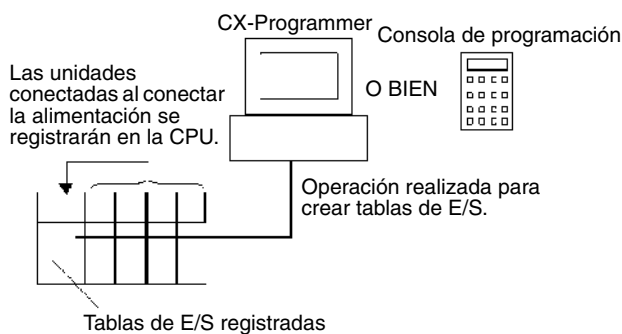 CX-Programmer
Consola de programación
Las unidades
conectadas al conectar
la alimentación se
registrarán en la CPU.
O BIEN
Operación realizada para
crear tablas de E/S.
Tablas de E/S registradas